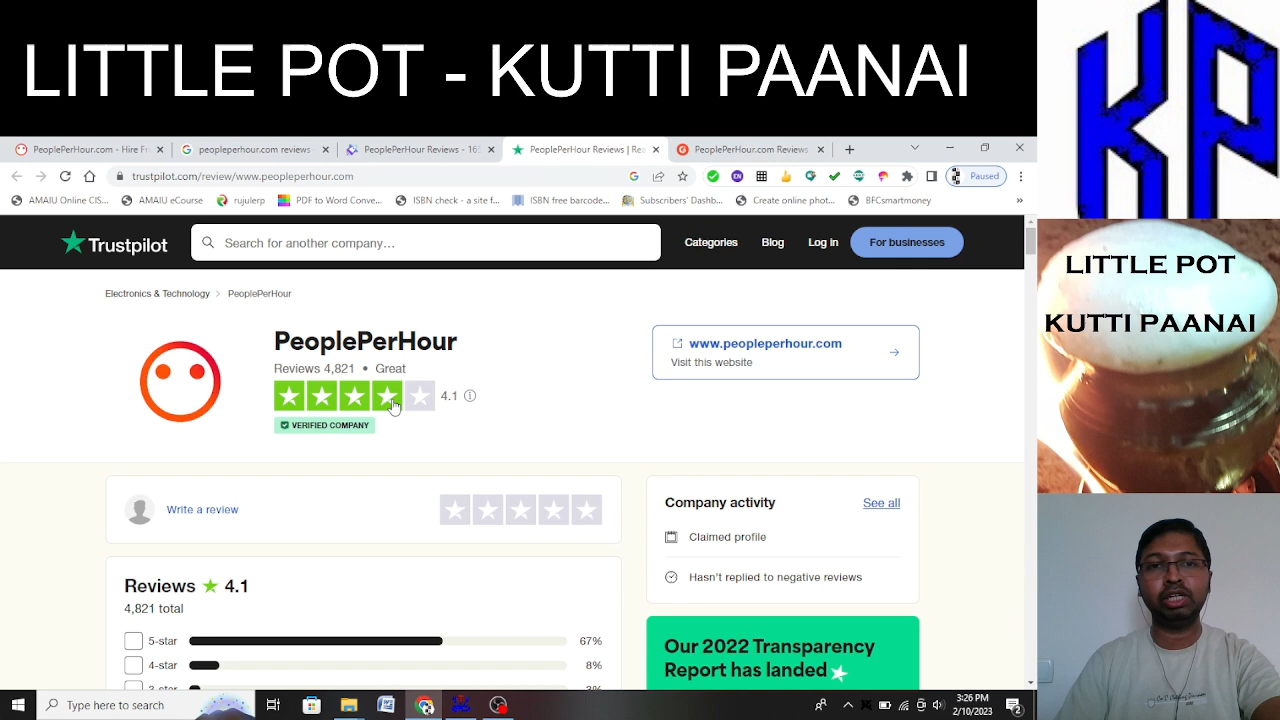 LITTLE POT - KUTTI PAANAI
KP
PeoplePerHour.com - Hire Fr
peopleperhour.com reviews
PeoplePerHour Reviews - 16
PeoplePerHour Reviews | Rea
PeoplePerHour.com Reviews
trustpilot.com/review/www.peopleperhour.com
Paused
AMAIU Online CIS...
AMAIU eCourse
rujulerp
PDF to Word Conve...
ISBN check - a site f...
ISBN free barcode...
Subscribers' Dashb...
Create online phot...
BFCsmartmoney
Trustpilot
Search for another company...
Categories
Blog
Log in
For businesses
Electronics & Technology > PeoplePerHour
PeoplePerHour
Reviews 4,821 • Great
4.1
VERIFIED COMPANY
www.peopleperhour.com
Visit this website
Write a review
Company activity
See all
Claimed profile
Hasn't replied to negative reviews
Reviews ★ 4.1
4,821 total
5-star
67%
4-star
8%
3%
Our 2022 Transparency
Report has landed
LITTLE POT
KUTTI PAANAI
Type here to search
3:26 PM
2/10/2023
2